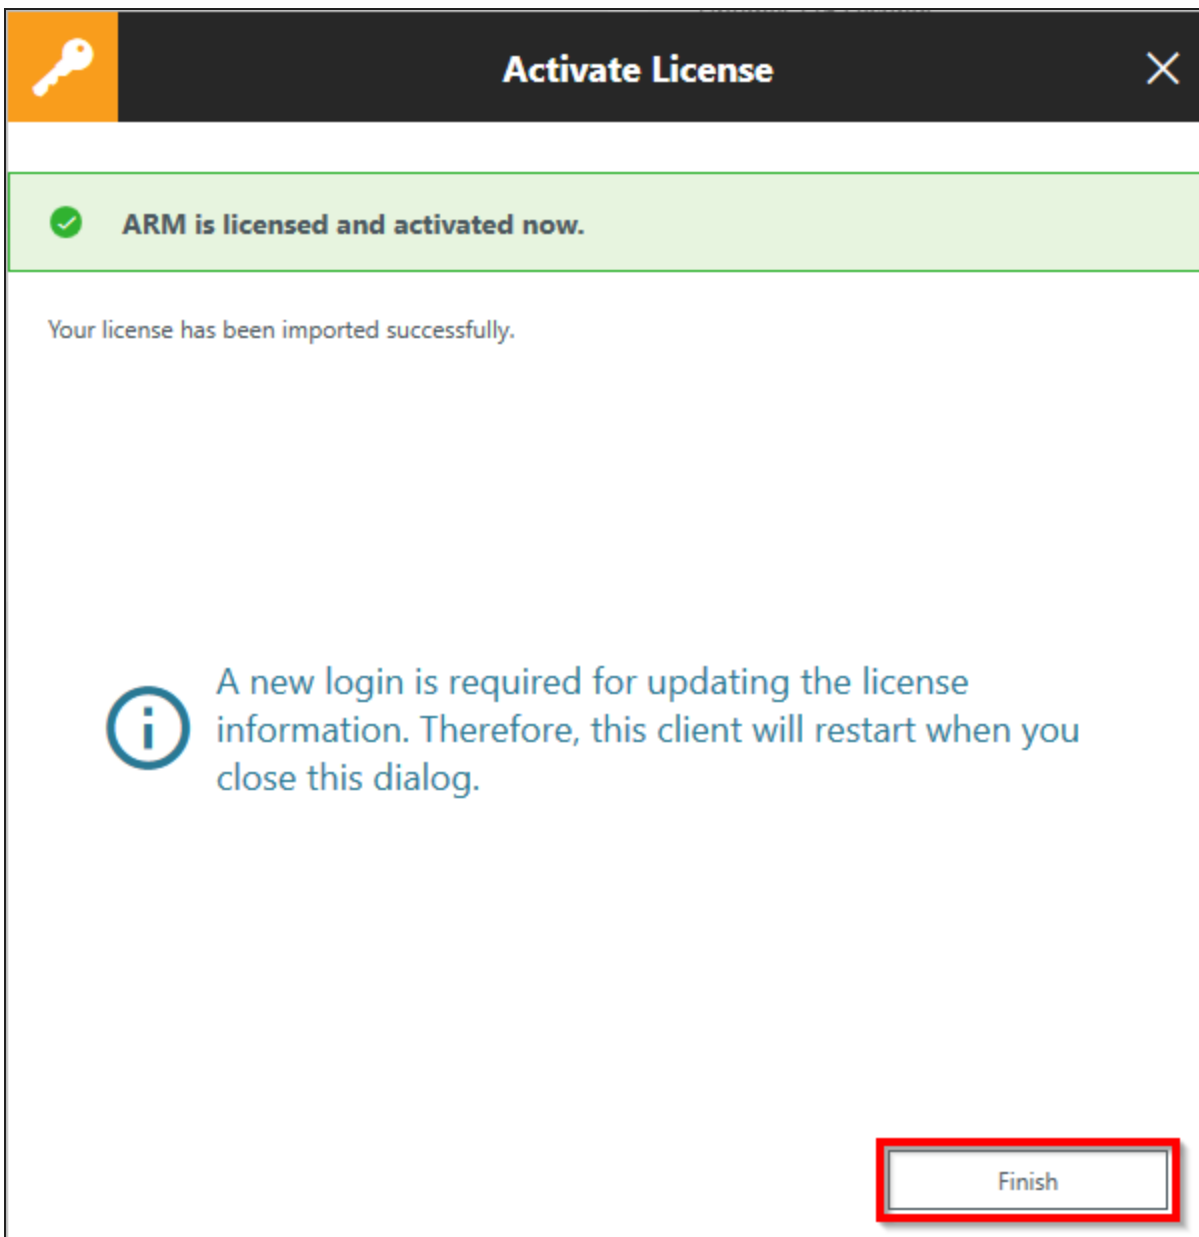 Activate License
ARM is licensed and activated now.
Your license has been imported successfully.
A new login is required for updating the license
information. Therefore, this client will restart when you
close this dialog.
Finish